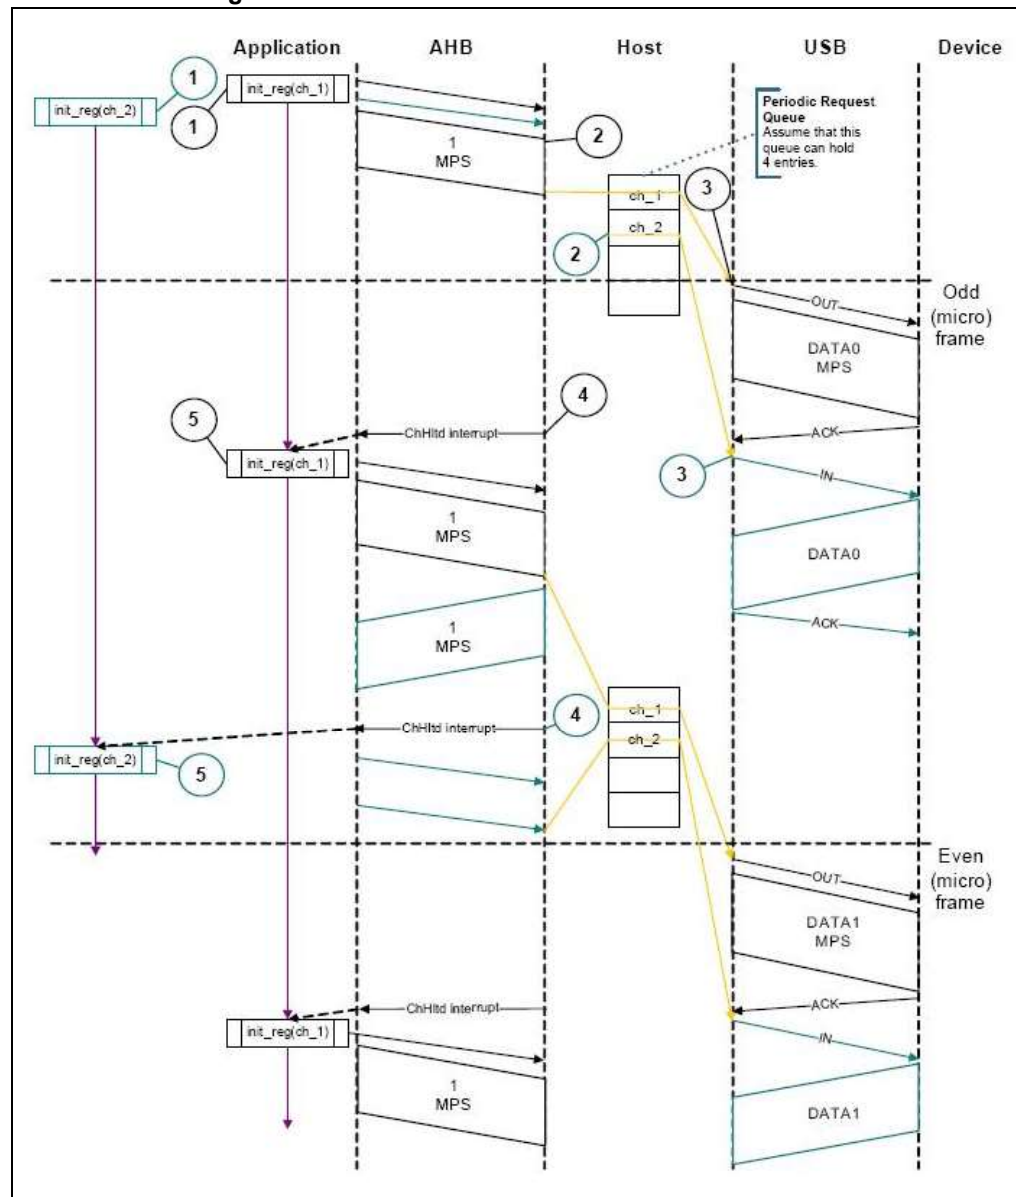 Application AHB Host USB Device
1
init_reg(ch_1)
init_reg(ch_2)
1
Periodic Request
Queue
Assume that this
queue can hold
4 entries.
2
1
MPS
3
ch_1
ch_2
2
Odd
(micro)
frame
OUT
DATA0
MPS
4
5
ChHltd interrupt
ACK
init_reg(ch_1)
3
IN
1
MPS
DATA0
ACK
1
MPS
4
ch_1
ChHltd interrupt
ch_2
init_reg(ch_2)
5
Even
(micro)
frame
OUT
DATA1
MPS
ChHltd interrupt
ACK
init_reg(ch_1)
IN
1
MPS
DATA1